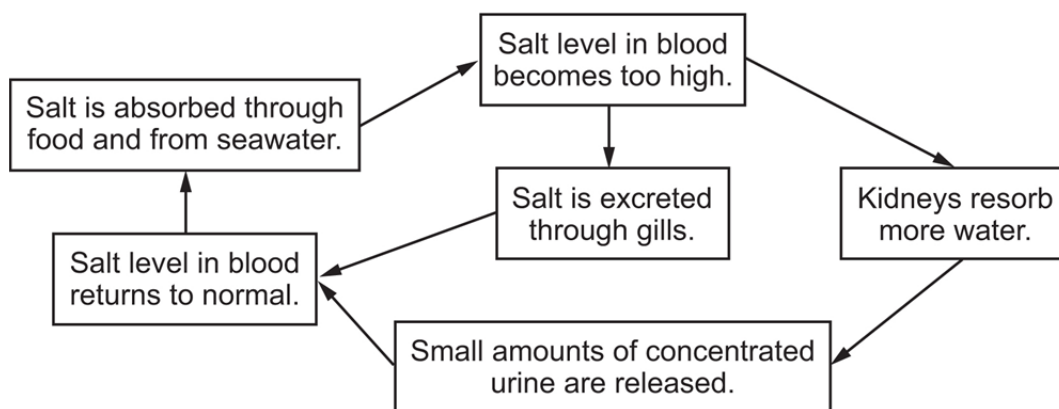 Salt level in blood
becomes too high.
Salt is absorbed through
food and from seawater.
Salt is excreted
through gills.
Kidneys resorb
more water.
Salt level in blood
returns to normal.
Small amounts of concentrated
urine are released.